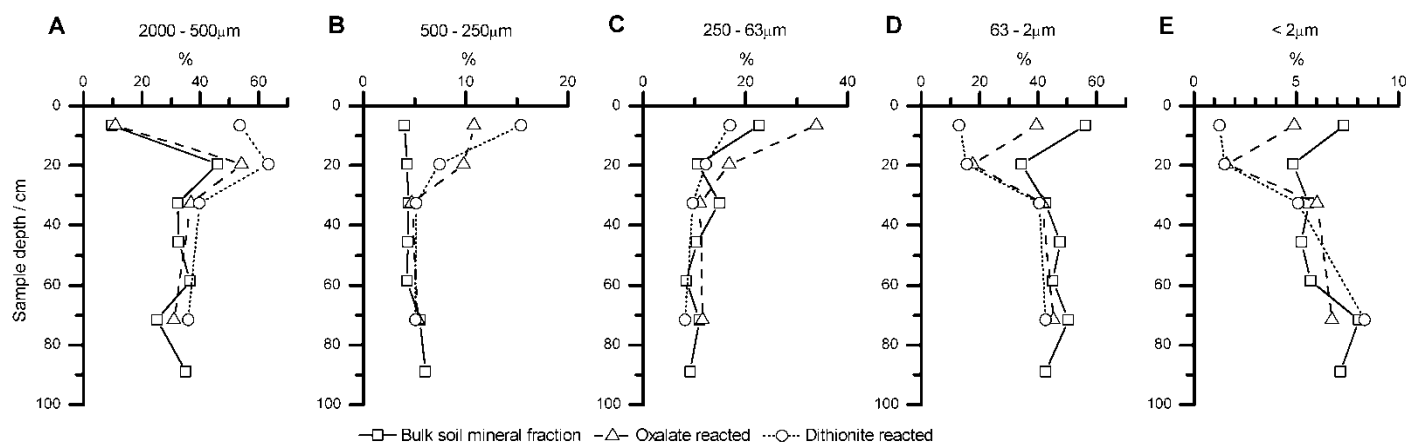 A 2000 - 500µm
%
0 20 40 60
B 500 - 250µm
%
0 10 20
C 250 - 63µm
%
0 20 40
D 63 - 2µm
%
0 20 40 60
E < 2µm
%
0 5 10
Sample depth / cm
0 0 0 0 0
20 20 20 20 20
40 40 40 40 40
60 60 60 60 60
80 80 80 80 80
100 100 100 100 100
Bulk soil mineral fraction Oxalate reacted Dithionite reacted